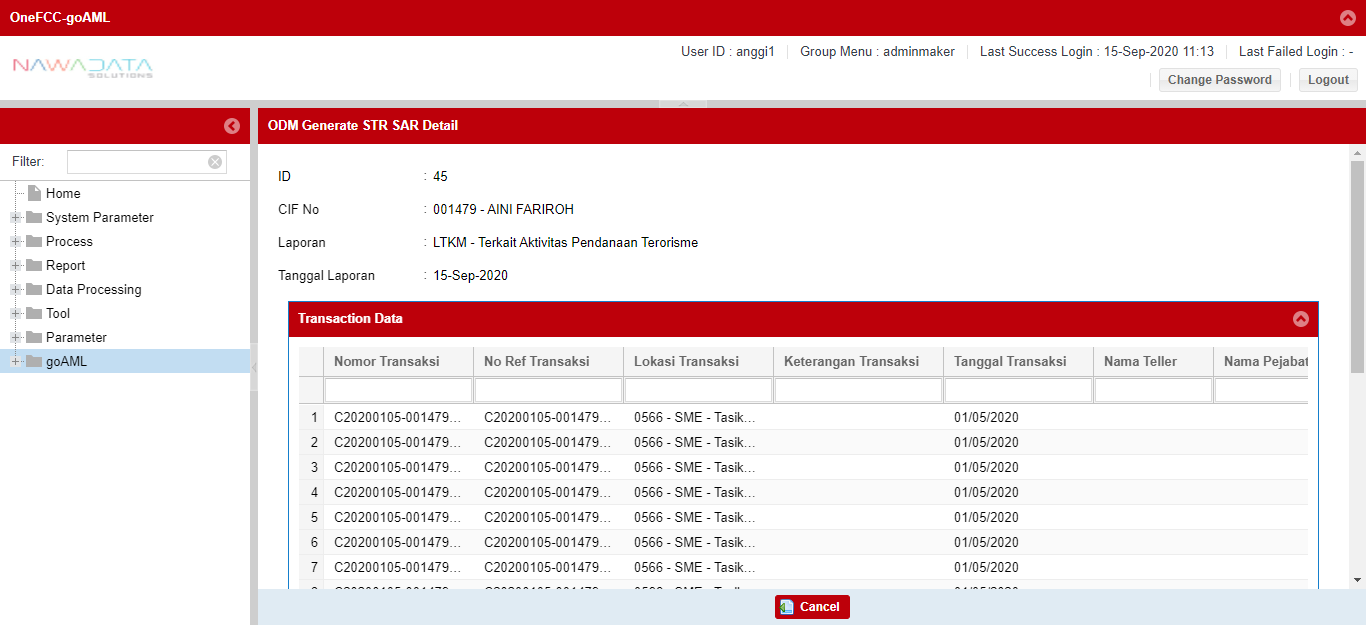 OneFCC-goAML
NAWADATA
SOLUTIONS
User ID : anggi1 Group Menu : adminmaker Last Success Login : 15-Sep-2020 11:13 Last Failed Login : -
Change Password Logout
ODM Generate STR SAR Detail
Filter:
Home
System Parameter
Process
Report
Data Processing
Tool
Parameter
goAML
ID : 45
CIF No : 001479 - AINI FARIROH
Laporan : LTKM - Terkait Aktivitas Pendanaan Terorisme
Tanggal Laporan : 15-Sep-2020
Transaction Data
Nomor Transaksi No Ref Transaksi Lokasi Transaksi Keterangan Transaksi Tanggal Transaksi Nama Teller Nama Pejabat
1 C20200105-001479... C20200105-001479... 0566 - SME - Tasik... 01/05/2020
2 C20200105-001479... C20200105-001479... 0566 - SME - Tasik... 01/05/2020
3 C20200105-001479... C20200105-001479... 0566 - SME - Tasik... 01/05/2020
4 C20200105-001479... C20200105-001479... 0566 - SME - Tasik... 01/05/2020
5 C20200105-001479... C20200105-001479... 0566 - SME - Tasik... 01/05/2020
6 C20200105-001479... C20200105-001479... 0566 - SME - Tasik... 01/05/2020
7 C20200105-001479... C20200105-001479... 0566 - SME - Tasik... 01/05/2020
Cancel